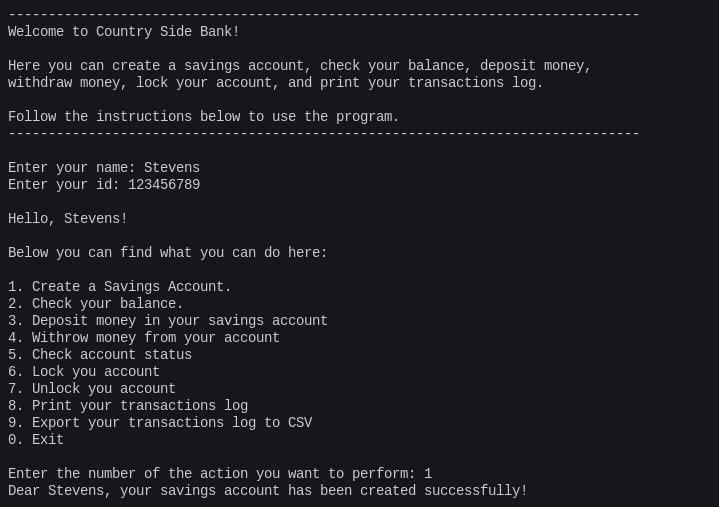 -------------------------------------------------------------------------------
Welcome to Country Side Bank!
Here you can create a savings account, check your balance, deposit money,
withdraw money, lock your account, and print your transactions log.
Follow the instructions below to use the program.
-------------------------------------------------------------------------------
Enter your name: Stevens
Enter your id: 123456789
Hello, Stevens!
Below you can find what you can do here:
1. Create a Savings Account.
2. Check your balance.
3. Deposit money in your savings account
4. Withrow money from your account
5. Check account status
6. Lock you account
7. Unlock you account
8. Print your transactions log
9. Export your transactions log to CSV
0. Exit
Enter the number of the action you want to perform: 1
Dear Stevens, your savings account has been created successfully!